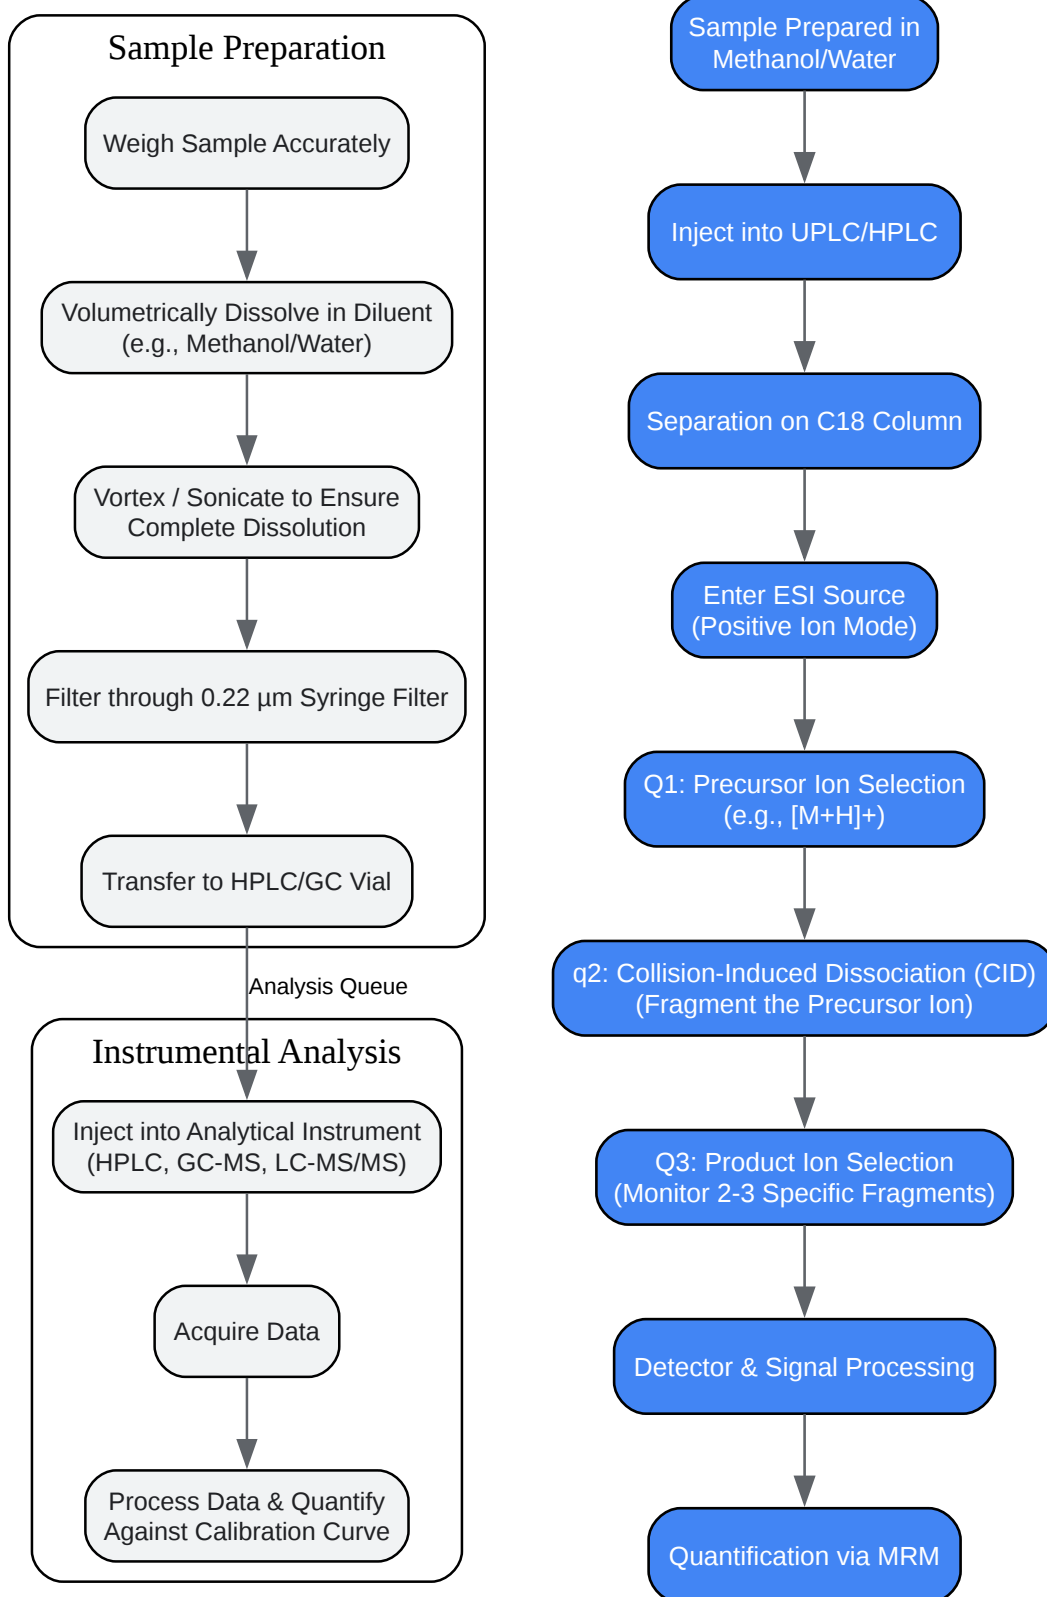 Sample Preparation
Weigh Sample Accurately
Volumetrically Dissolve in Diluent
(e.g., Methanol/Water)
Vortex / Sonicate to Ensure
Complete Dissolution
Filter through 0.22 µm Syringe Filter
Transfer to HPLC/GC Vial
Analysis Queue
Instrumental Analysis
Inject into Analytical Instrument
(HPLC, GC-MS, LC-MS/MS)
Acquire Data
Process Data & Quantify
Against Calibration Curve
Sample Prepared in
Methanol/Water
Inject into UPLC/HPLC
Separation on C18 Column
Enter ESI Source
(Positive Ion Mode)
Q1: Precursor Ion Selection
(e.g., [M+H]+)
q2: Collision-Induced Dissociation (CID)
(Fragment the Precursor Ion)
Q3: Product Ion Selection
(Monitor 2-3 Specific Fragments)
Detector & Signal Processing
Quantification via MRM